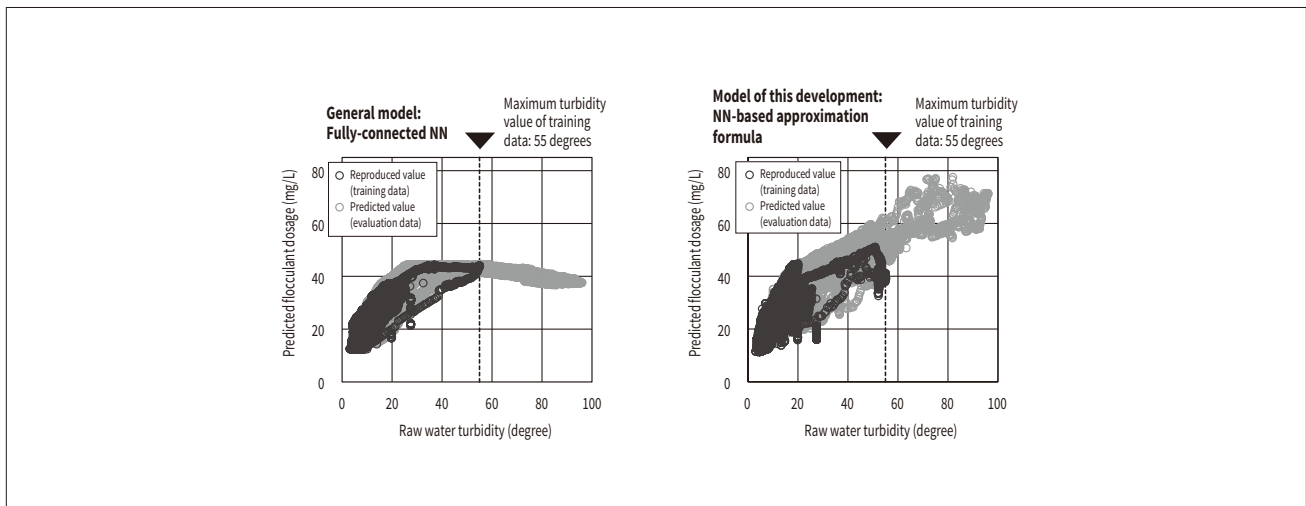 General model:
Fully-connected NN
Maximum turbidity
value of training
data: 55 degrees
Predicted flocculant dosage (mg/L)
80
60
40
20
0
Reproduced value
(training data)
Predicted value
(evaluation data)
0 20 40 60 80 100
Raw water turbidity (degree)
Model of this development:
NN-based approximation
formula
Maximum turbidity
value of training
data: 55 degrees
Predicted flocculant dosage (mg/L)
80
60
40
20
0
Reproduced value
(training data)
Predicted value
(evaluation data)
0 20 40 60 80 100
Raw water turbidity (degree)